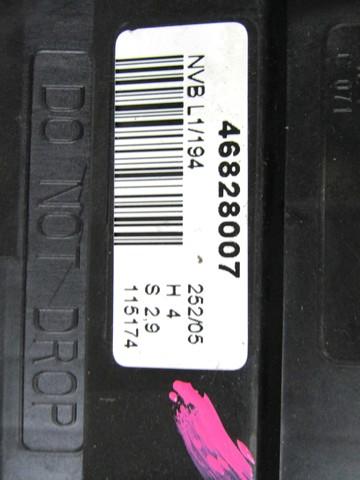 46828007
NVB L1/194
252/05
H 4
S 2,9
115174
DO NOT DROP